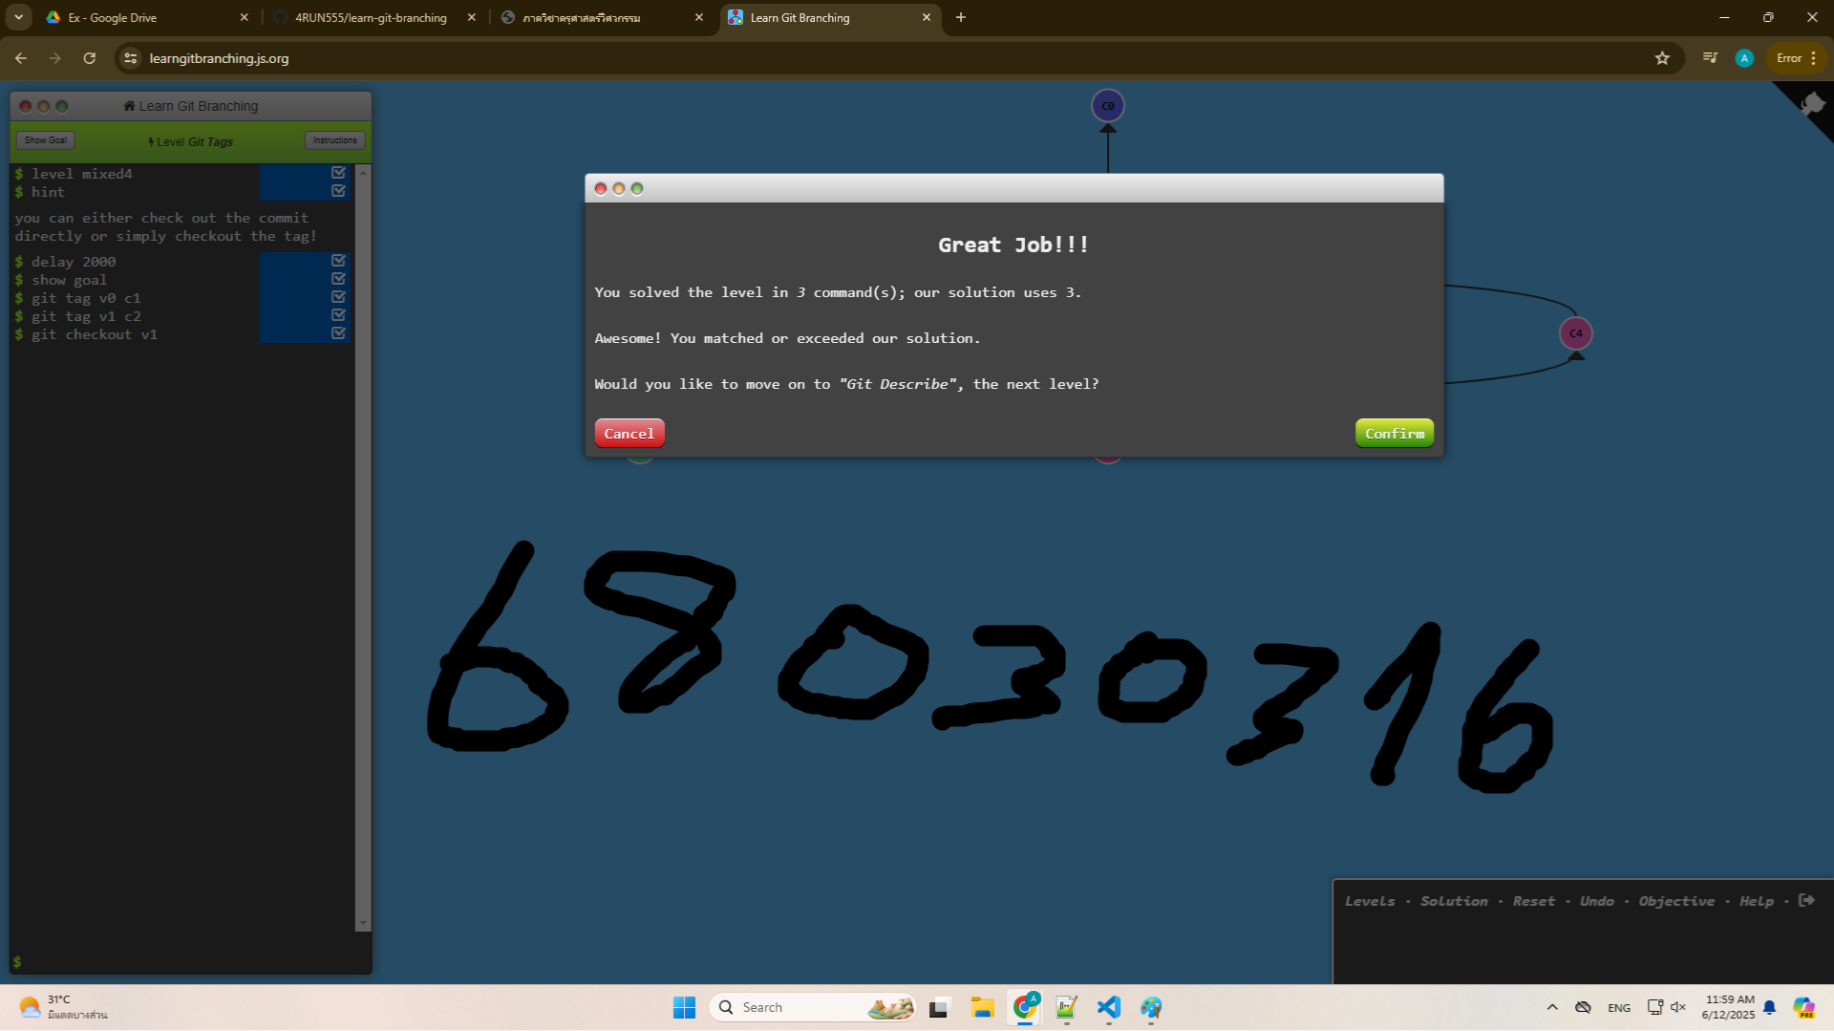 Ex - Google Drive
4RUN555/learn-git-branching
ภาควิชาครุศาสตร์วิศวกรรม
Learn Git Branching
learngitbranching.js.org
A
Error
Learn Git Branching
Show Goal
Level Git Tags
Instructions
$ level mixed4
$ hint
you can either check out the commit
directly or simply checkout the tag!
$ delay 2000
$ show goal
$ git tag v0 c1
$ git tag v1 c2
$ git checkout v1
$
C0
Great Job!!!
You solved the level in 3 command(s); our solution uses 3.
Awesome! You matched or exceeded our solution.
Would you like to move on to "Git Describe", the next level?
Cancel
Confirm
C4
68030316
Levels · Solution · Reset · Undo · Objective · Help ·
31°C
มีแดดบางส่วน
Search
A
ENG
11:59 AM
6/12/2025
PRE